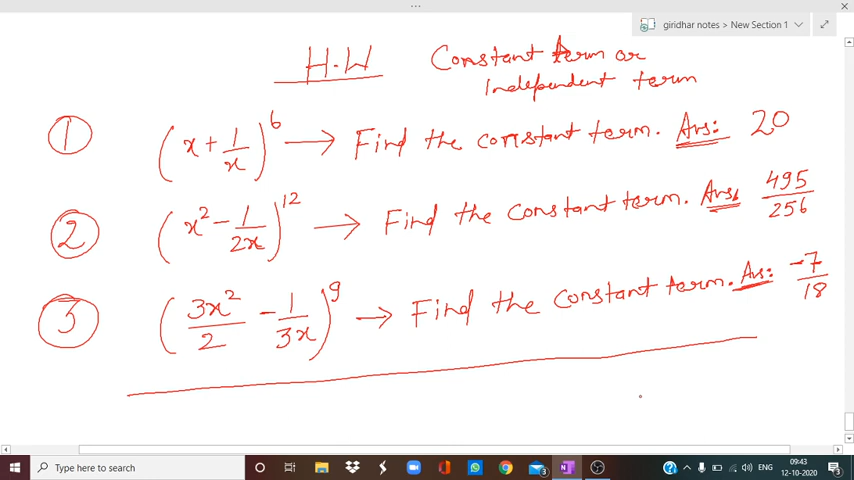 giridhar notes > New Section 1
H.W Constant term or
Independent term
① (x + 1/x)^6 → Find the constant term. Ans: 20
② (x^2 - 1/2x)^12 → Find the constant term. Ans: 495/256
③ (3x^2/2 - 1/3x)^9 → Find the constant term. Ans: -7/18
Type here to search
ENG
09:43
12-10-2020